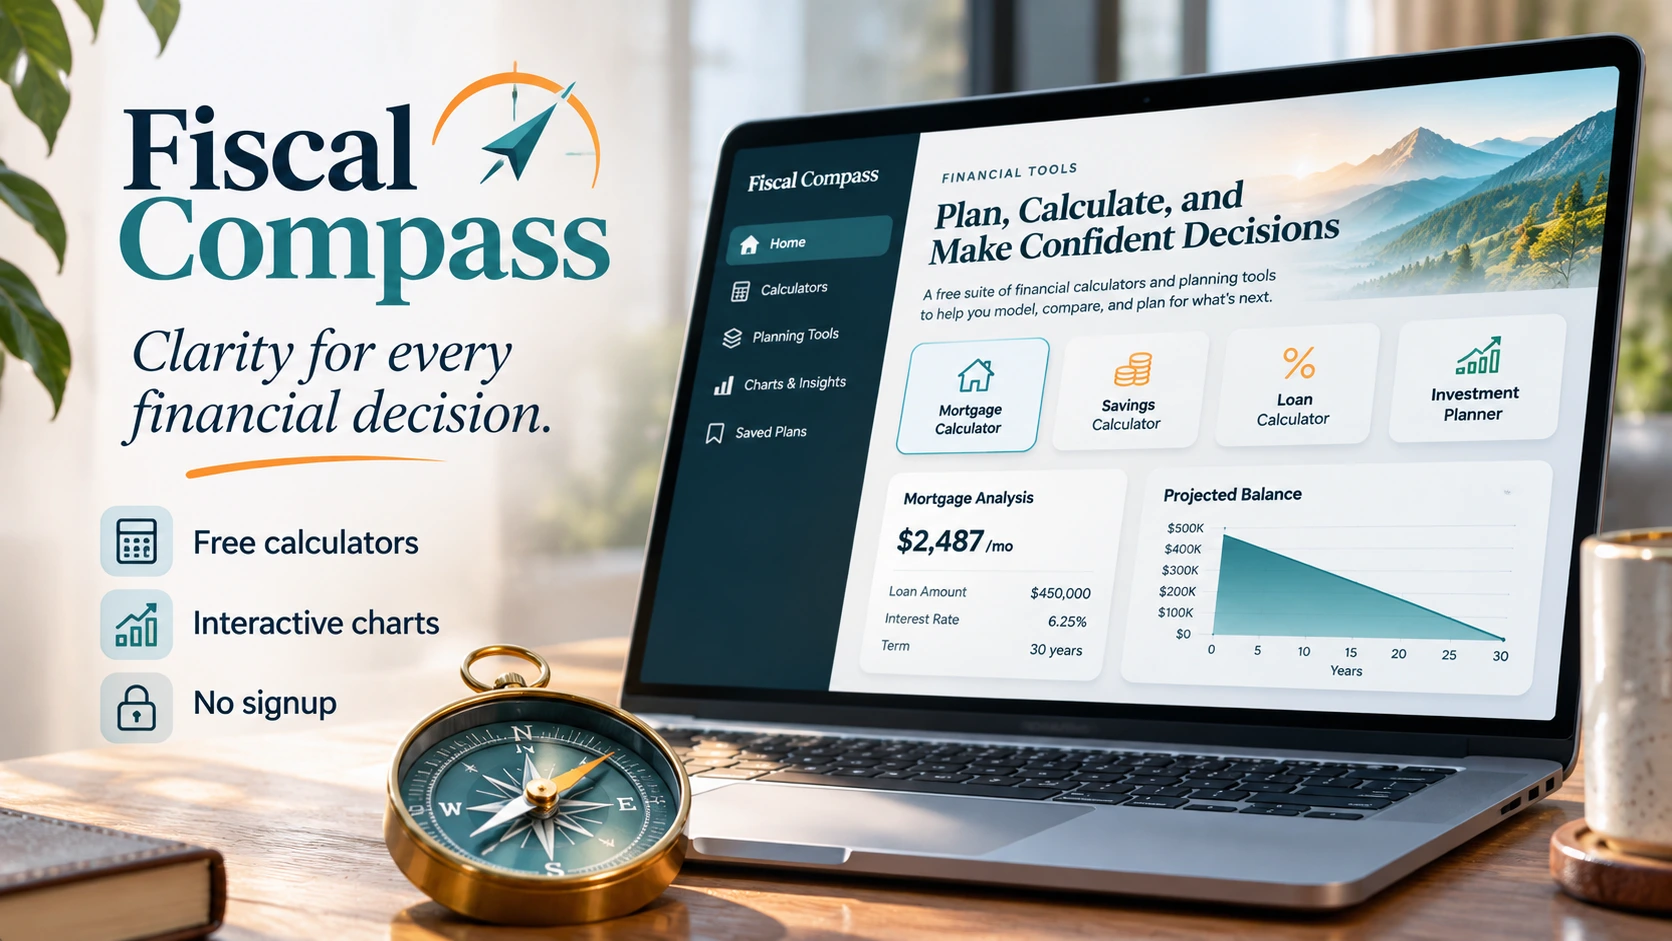 Fiscal
Compass
Clarity for every
financial decision.
Free calculators
Interactive charts
No signup
Fiscal Compass
Home
Calculators
Planning Tools
Charts & Insights
Saved Plans
FINANCIAL TOOLS
Plan, Calculate, and
Make Confident Decisions
A free suite of financial calculators and planning tools
to help you model, compare, and plan for what's next.
Mortgage
Calculator
Savings
Calculator
Loan
Calculator
Investment
Planner
Mortgage Analysis
$2,487/mo
Loan Amount $450,000
Interest Rate 6.25%
Term 30 years
Projected Balance
$500K
$400K
$300K
$200K
$100K
$0
0 5 10 15 20 25 30
Years
N
W E
S